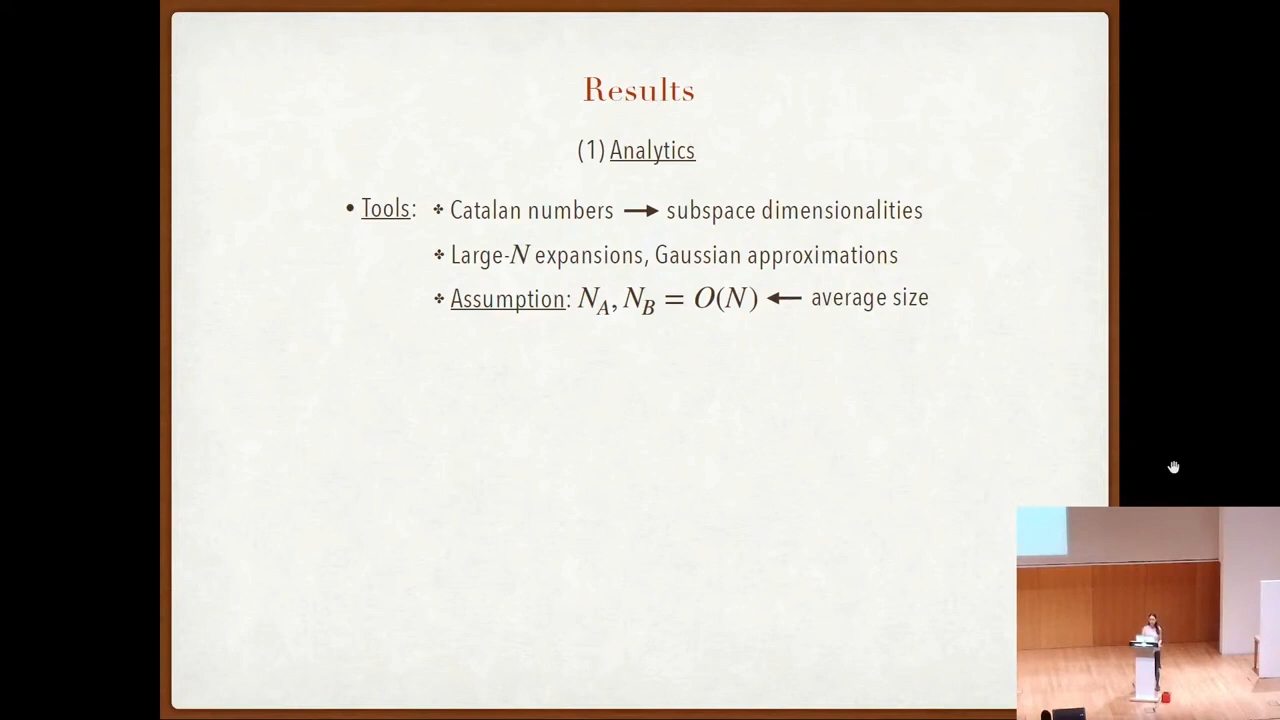 Results
(1) Analytics
• Tools: ✤ Catalan numbers → subspace dimensionalities
✤ Large-N expansions, Gaussian approximations
✤ Assumption: N_A, N_B = O(N) ← average size